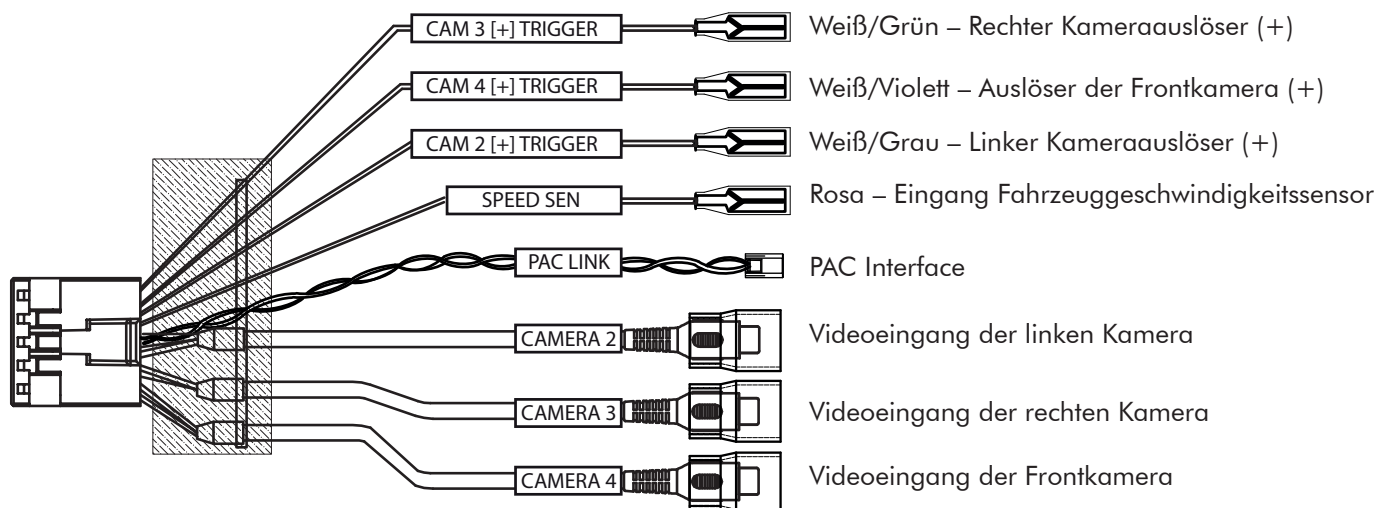 CAM 3 [+] TRIGGER Weiß/Grün – Rechter Kameraauslöser (+)
CAM 4 [+] TRIGGER Weiß/Violett – Auslöser der Frontkamera (+)
CAM 2 [+] TRIGGER Weiß/Grau – Linker Kameraauslöser (+)
SPEED SEN Rosa – Eingang Fahrzeuggeschwindigkeitssensor
PAC LINK PAC Interface
CAMERA 2 Videoeingang der linken Kamera
CAMERA 3 Videoeingang der rechten Kamera
CAMERA 4 Videoeingang der Frontkamera